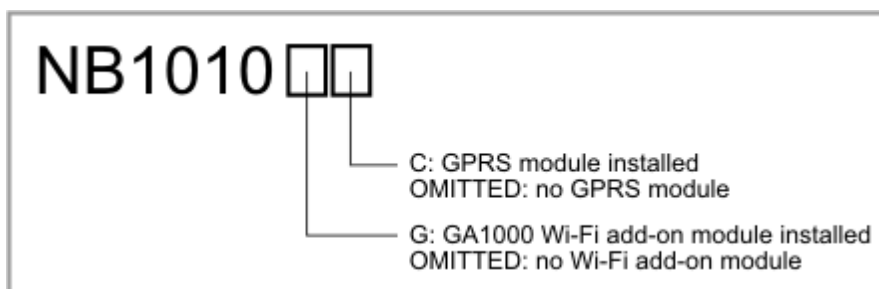 NB1010
C: GPRS module installed
OMITTED: no GPRS module
G: GA1000 Wi-Fi add-on module installed
OMITTED: no Wi-Fi add-on module